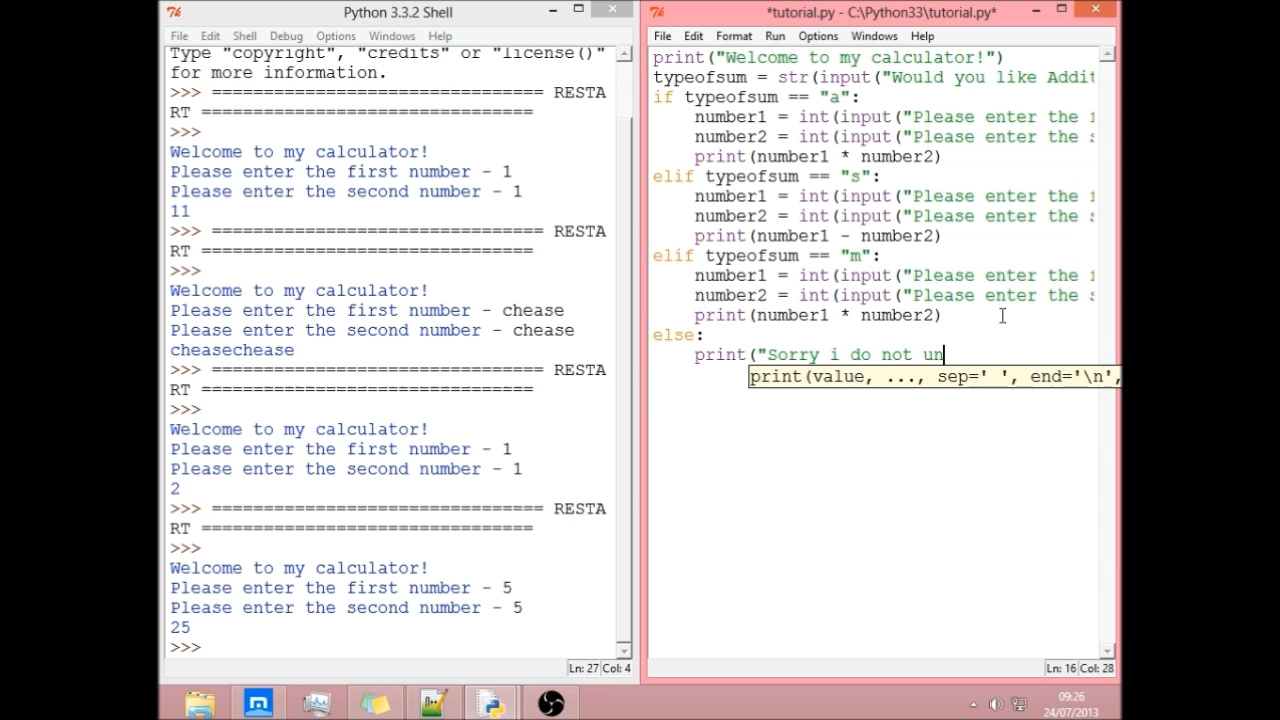 Python 3.3.2 Shell
File Edit Shell Debug Options Windows Help
Type "copyright", "credits" or "license()"
for more information.
>>> ================================ RESTA
RT ================================
>>>
Welcome to my calculator!
Please enter the first number - 1
Please enter the second number - 1
11
>>> ================================ RESTA
RT ================================
>>>
Welcome to my calculator!
Please enter the first number - chease
Please enter the second number - chease
cheasechease
>>> ================================ RESTA
RT ================================
>>>
Welcome to my calculator!
Please enter the first number - 1
Please enter the second number - 1
2
>>> ================================ RESTA
RT ================================
>>>
Welcome to my calculator!
Please enter the first number - 5
Please enter the second number - 5
25
>>>
Ln: 27 Col: 4
*tutorial.py - C:\Python33\tutorial.py*
File Edit Format Run Options Windows Help
print("Welcome to my calculator!")
typeofsum = str(input("Would you like Addit
if typeofsum == "a":
number1 = int(input("Please enter the
number2 = int(input("Please enter the s
print(number1 * number2)
elif typeofsum == "s":
number1 = int(input("Please enter the
number2 = int(input("Please enter the s
print(number1 - number2)
elif typeofsum == "m":
number1 = int(input("Please enter the
number2 = int(input("Please enter the s
print(number1 * number2)
else:
print("Sorry i do not un
print(value, ..., sep=' ', end='\n',
Ln: 16 Col: 28
09:26
24/07/2013